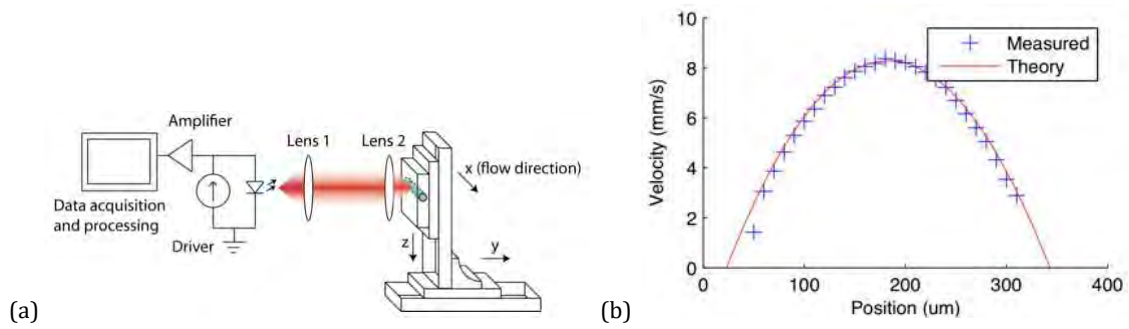 Amplifier
Lens 1
Lens 2
x (flow direction)
Data acquisition
and processing
Driver
z
y
(a)
10
8
6
4
2
0
Velocity (mm/s)
Measured
Theory
0
100
200
300
400
Position (um)
(b)